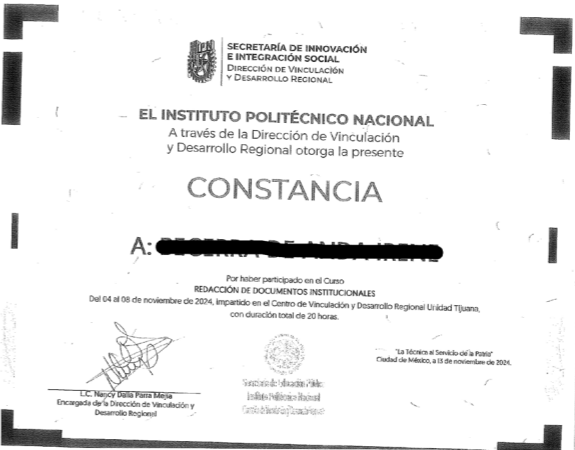 SECRETARÍA DE INNOVACIÓN
E INTEGRACIÓN SOCIAL
DIRECCIÓN DE VINCULACIÓN
Y DESARROLLO REGIONAL
EL INSTITUTO POLITÉCNICO NACIONAL
A través de la Dirección de Vinculación
y Desarrollo Regional otorga la presente
CONSTANCIA
A:
Por haber participado en el Curso
REDACCIÓN DE DOCUMENTOS INSTITUCIONALES
Del 04 al 08 de noviembre de 2024, impartido en el Centro de Vinculación y Desarrollo Regional Unidad Tijuana,
con duración total de 20 horas.
"La Técnica al Servicio de la Patria"
Ciudad de México, a 13 de noviembre de 2024.
L.C. Nancy Dalia Parra Mejia
Encargada de la Dirección de Vinculación y
Desarrollo Regional
Instituto Politécnico Nacional